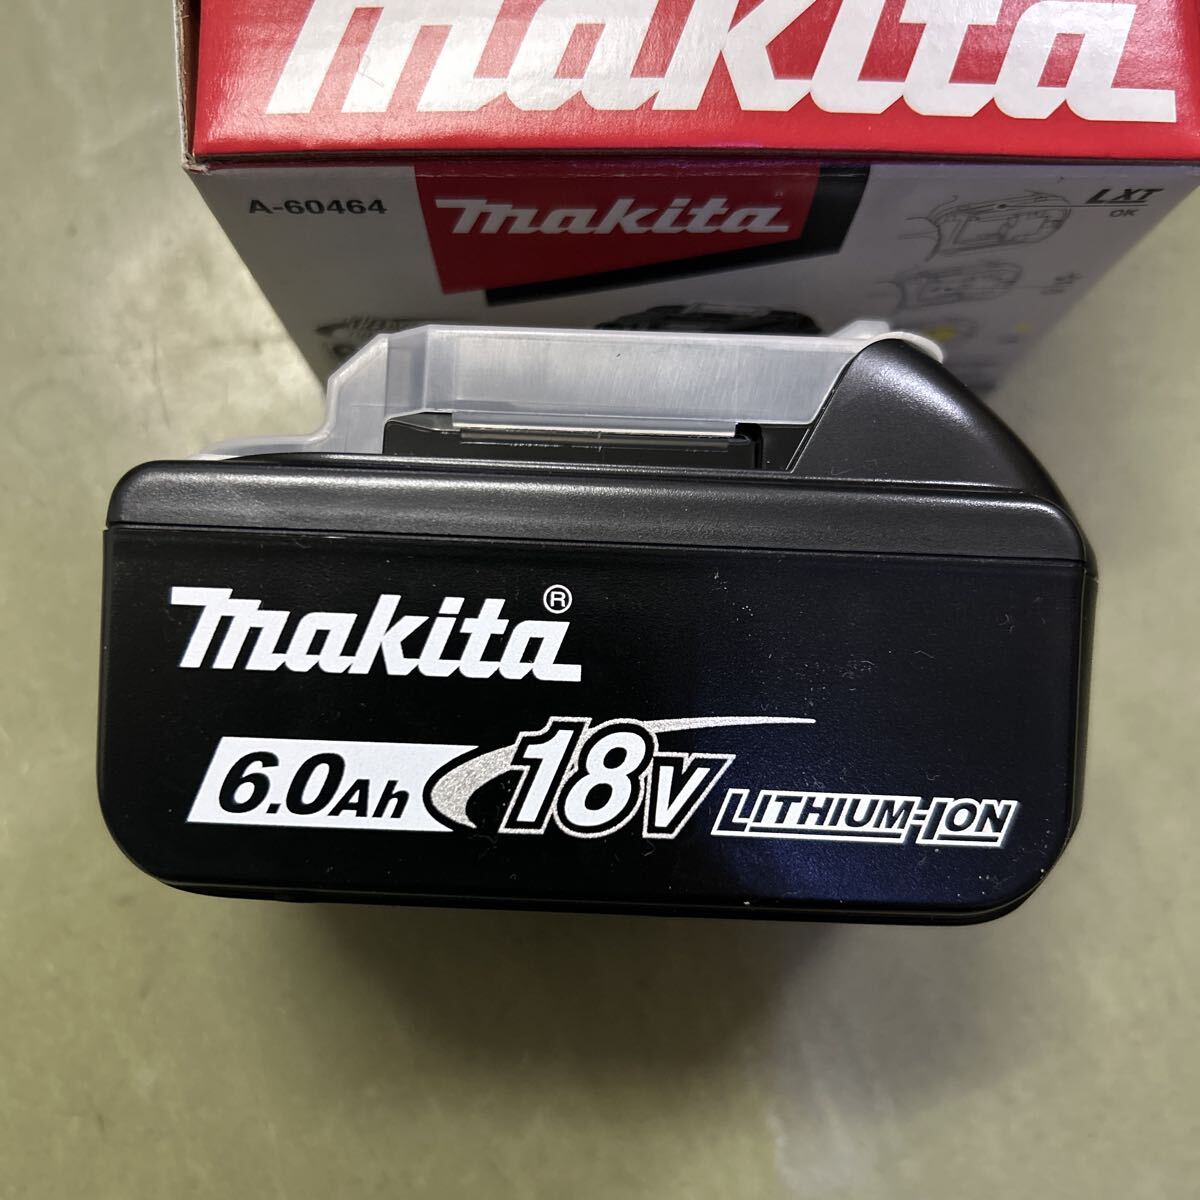 makita
A-60464
makita
LXT
OK
makita®
6.0Ah 18V LITHIUM-ION